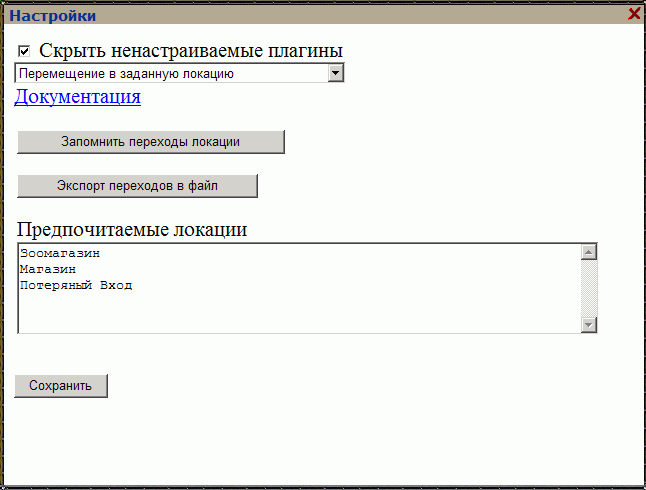 Настройки
Скрыть ненастраиваемые плагины
Перемещение в заданную локацию
Документация
Запомнить переходы локации
Экспорт переходов в файл
Предпочитаемые локации
Зоомагазин
Магазин
Потеряный Вход
Сохранить